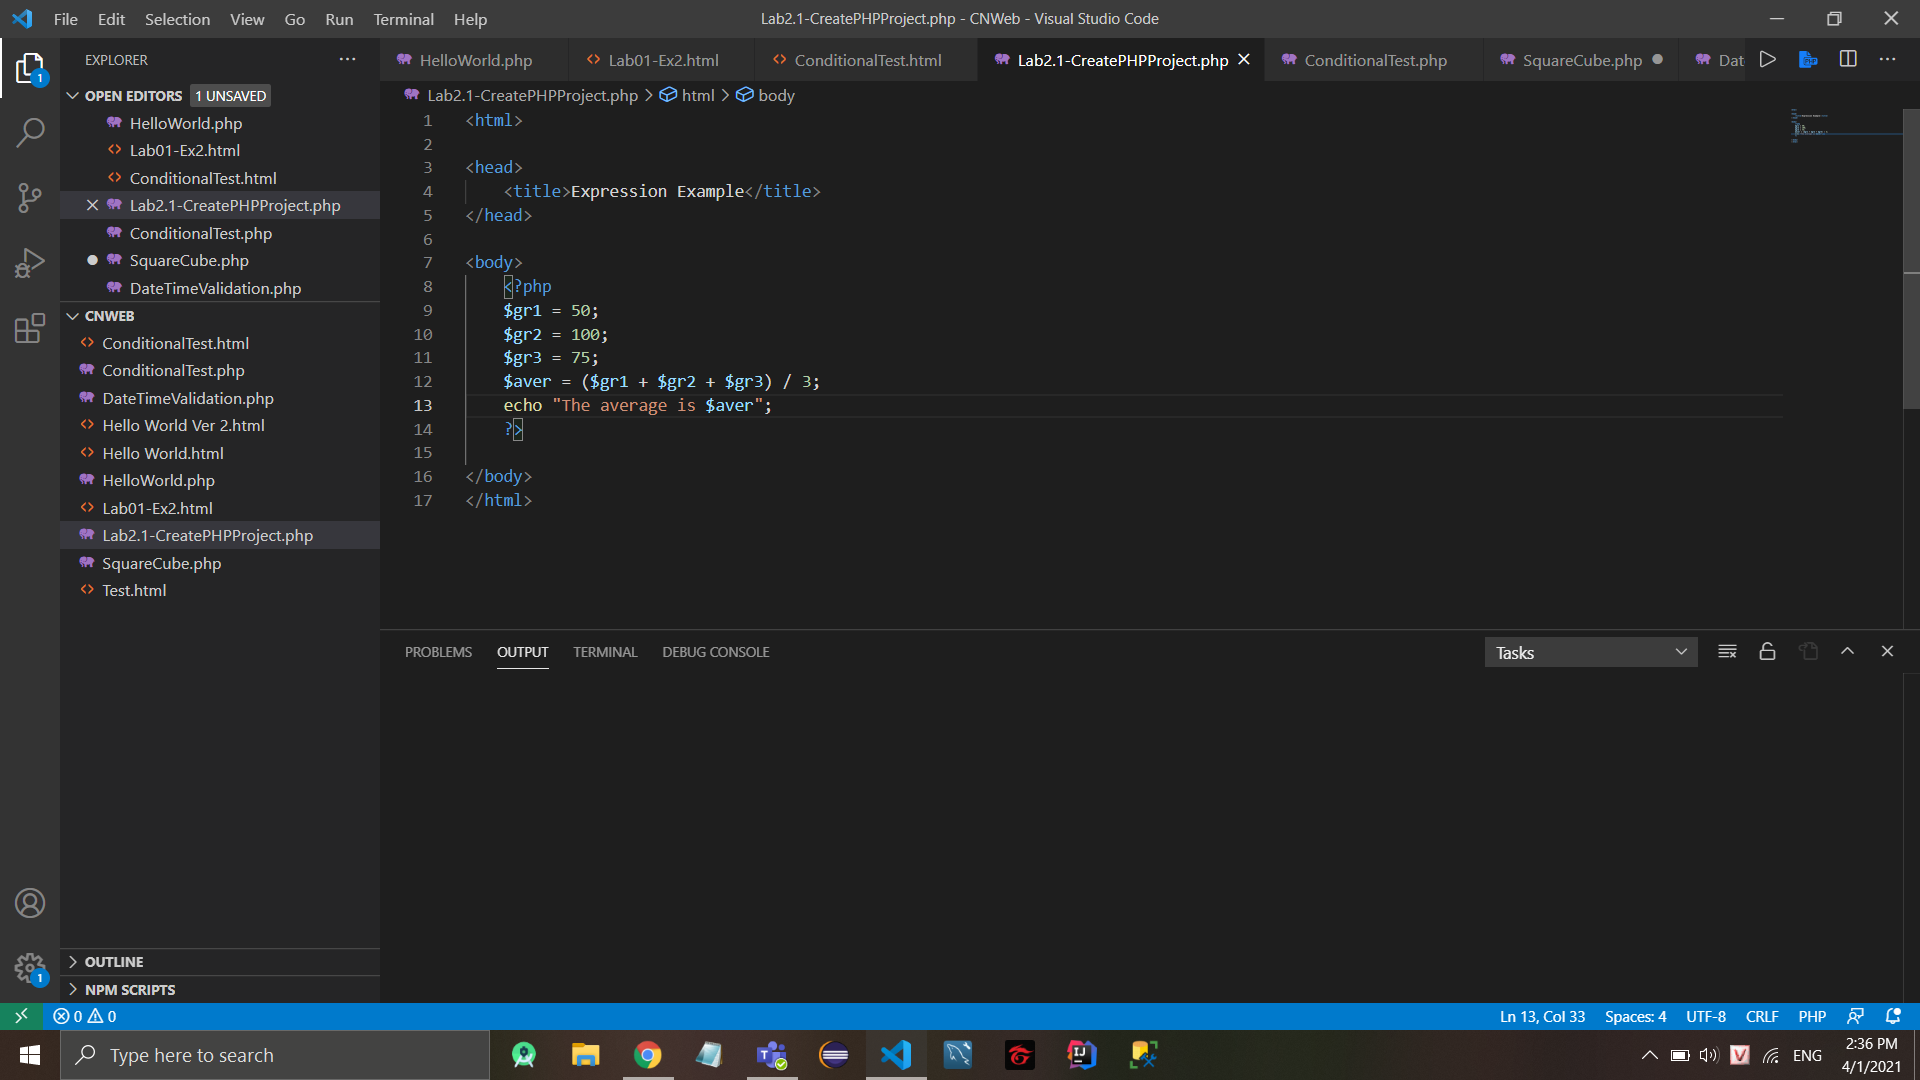 File Edit Selection View Go Run Terminal Help
Lab2.1-CreatePHPProject.php - CNWeb - Visual Studio Code
EXPLORER
OPEN EDITORS 1 UNSAVED
HelloWorld.php
Lab01-Ex2.html
ConditionalTest.html
Lab2.1-CreatePHPProject.php
ConditionalTest.php
SquareCube.php
DateTimeValidation.php
CNWEB
ConditionalTest.html
ConditionalTest.php
DateTimeValidation.php
Hello World Ver 2.html
Hello World.html
HelloWorld.php
Lab01-Ex2.html
Lab2.1-CreatePHPProject.php
SquareCube.php
Test.html
OUTLINE
NPM SCRIPTS
1
1
HelloWorld.php Lab01-Ex2.html ConditionalTest.html Lab2.1-CreatePHPProject.php ConditionalTest.php SquareCube.php Dat
Lab2.1-CreatePHPProject.php > html > body
1 <html>
2
3 <head>
4 <title>Expression Example</title>
5 </head>
6
7 <body>
8 <?php
9 $gr1 = 50;
10 $gr2 = 100;
11 $gr3 = 75;
12 $aver = ($gr1 + $gr2 + $gr3) / 3;
13 echo "The average is $aver";
14 ?>
15
16 </body>
17 </html>
PROBLEMS OUTPUT TERMINAL DEBUG CONSOLE
Tasks
0 0
Ln 13, Col 33 Spaces: 4 UTF-8 CRLF PHP
Type here to search
ENG
2:36 PM
4/1/2021